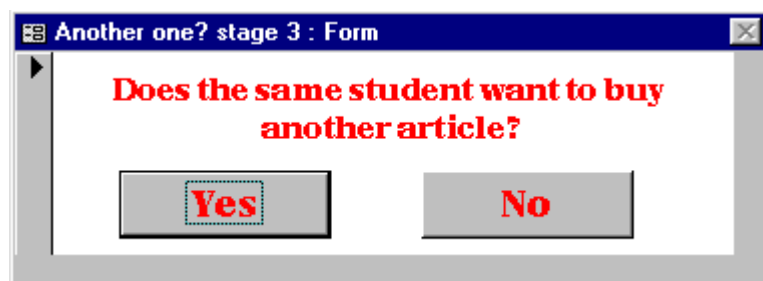 Another one? stage 3 : Form
Does the same student want to buy
another article?
Yes
No